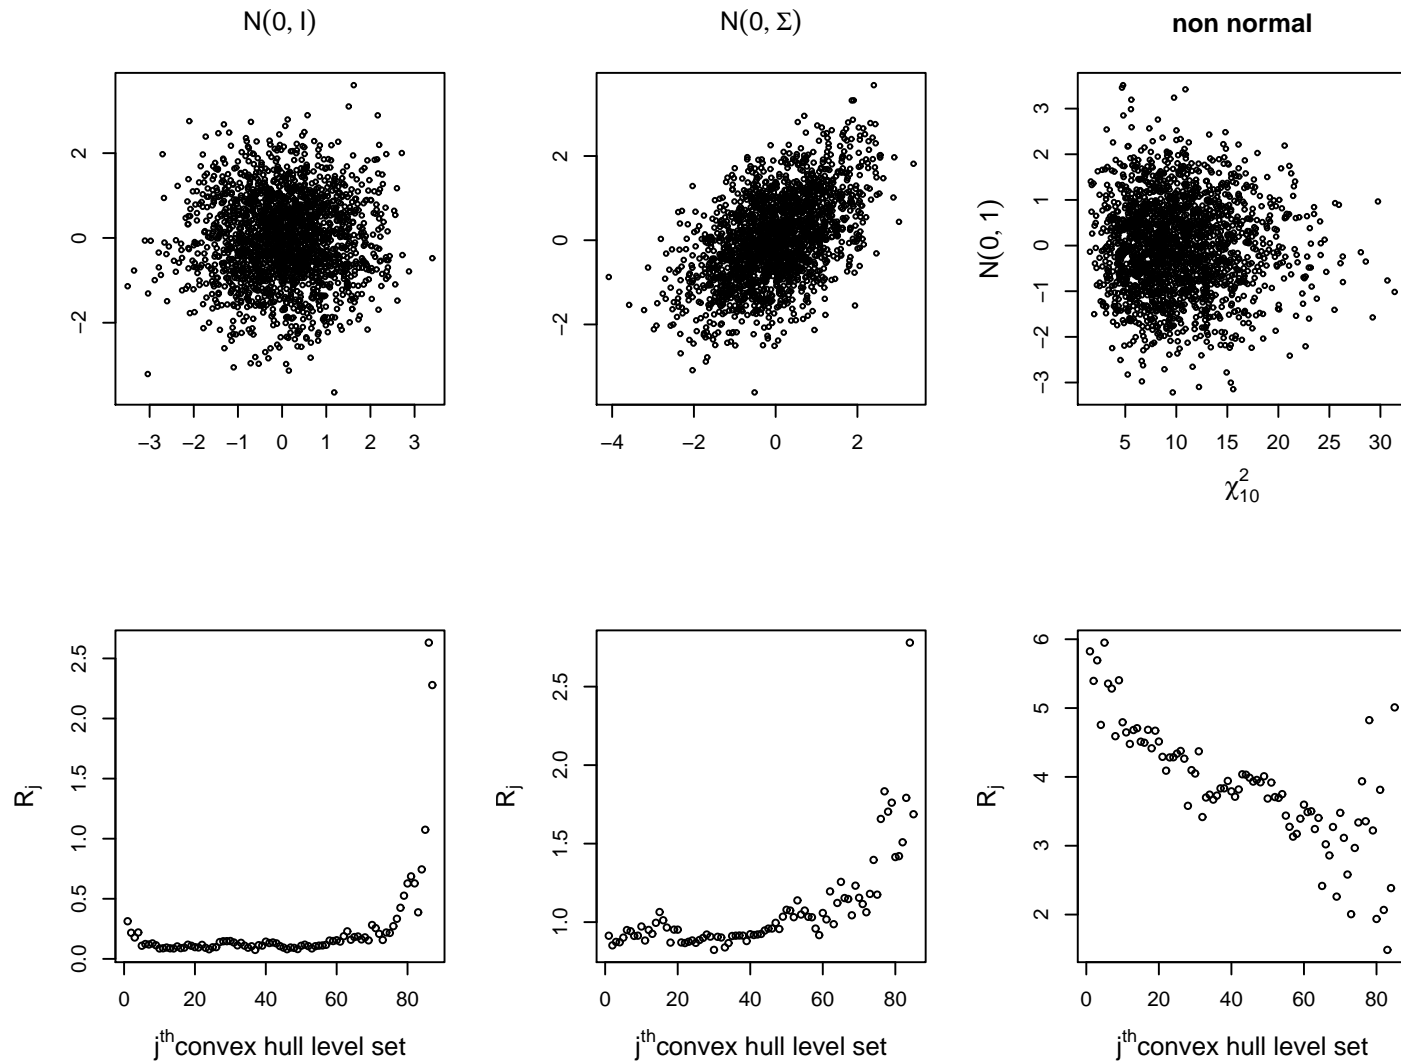 N(0, I)
N(0, Σ)
non normal
2
0
−2
−3 −2 −1 0 1 2 3
2
0
−2
−4 −2 0 2
N(0, 1)
3
2
1
0
−1
−2
−3
5 10 15 20 25 30
χ²₁₀
R_j
2.5
2.0
1.5
1.0
0.5
0.0
0 20 40 60 80
j^th convex hull level set
R_j
2.5
2.0
1.5
1.0
0 20 40 60 80
j^th convex hull level set
R_j
6
5
4
3
2
0 20 40 60 80
j^th convex hull level set